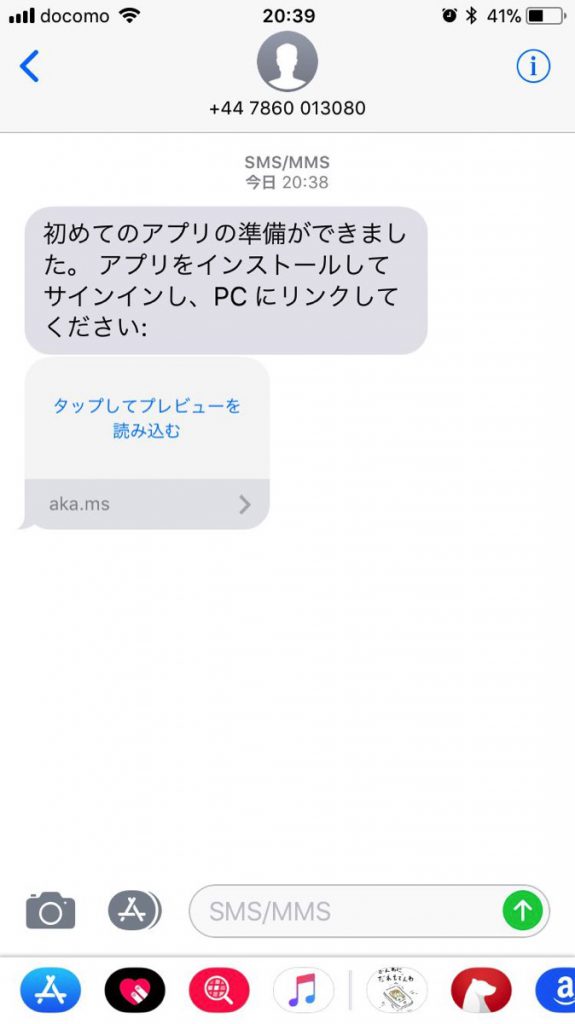 docomo 20:39 41%
+44 7860 013080
SMS/MMS
今日 20:38
初めてのアプリの準備ができまし
た。 アプリをインストールして
サインインし、PC にリンクして
ください:
タップしてプレビューを
読み込む
aka.ms
SMS/MMS